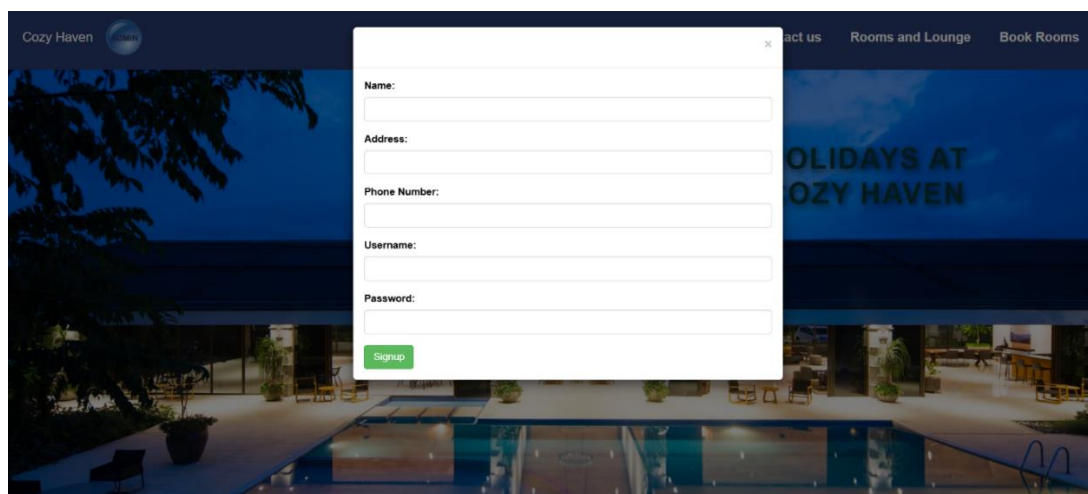 Cozy Haven
ADMIN
×
act us
Rooms and Lounge
Book Rooms
Name:
Address:
Phone Number:
Username:
Password:
Signup
OLIDAYS AT
OZY HAVEN